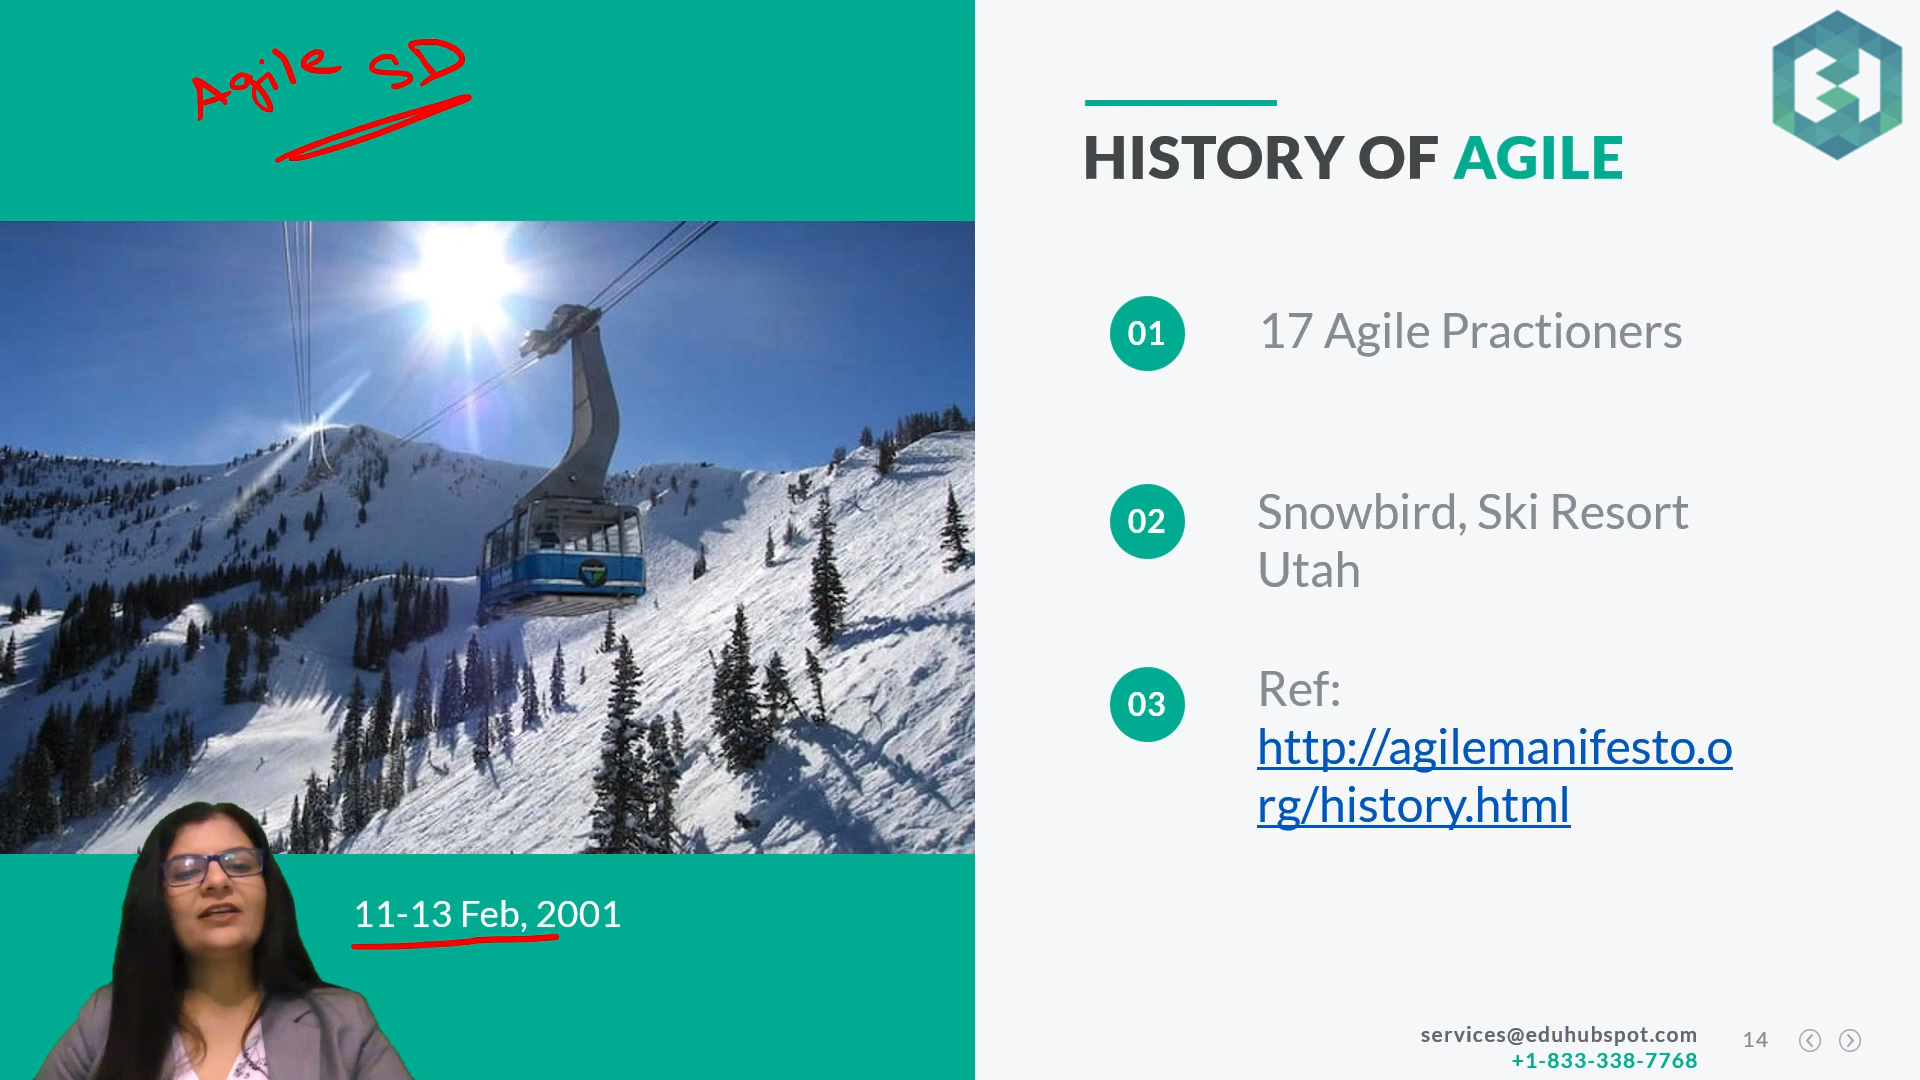 Agile SD
11-13 Feb, 2001
HISTORY OF AGILE
01
17 Agile Practioners
02
Snowbird, Ski Resort
Utah
03
Ref:
http://agilemanifesto.o
rg/history.html
services@eduhubspot.com
+1-833-338-7768
14